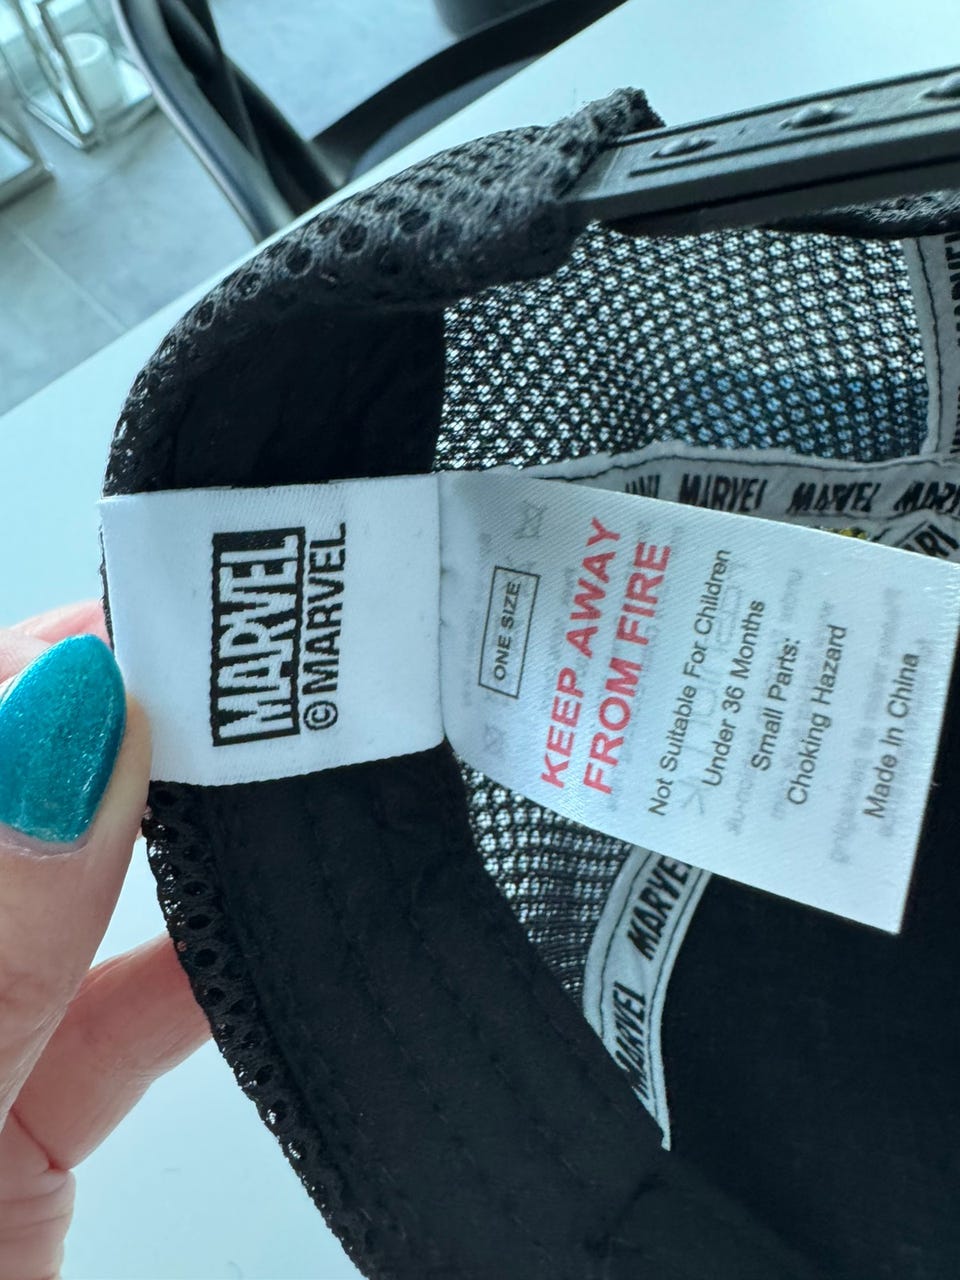 MARVEL
© MARVEL
ONE SIZE
KEEP AWAY
FROM FIRE
Not Suitable For Children
Under 36 Months
Small Parts:
Choking Hazard
Made In China
MARVEL
MARVEL
MARVEL
MARVEL